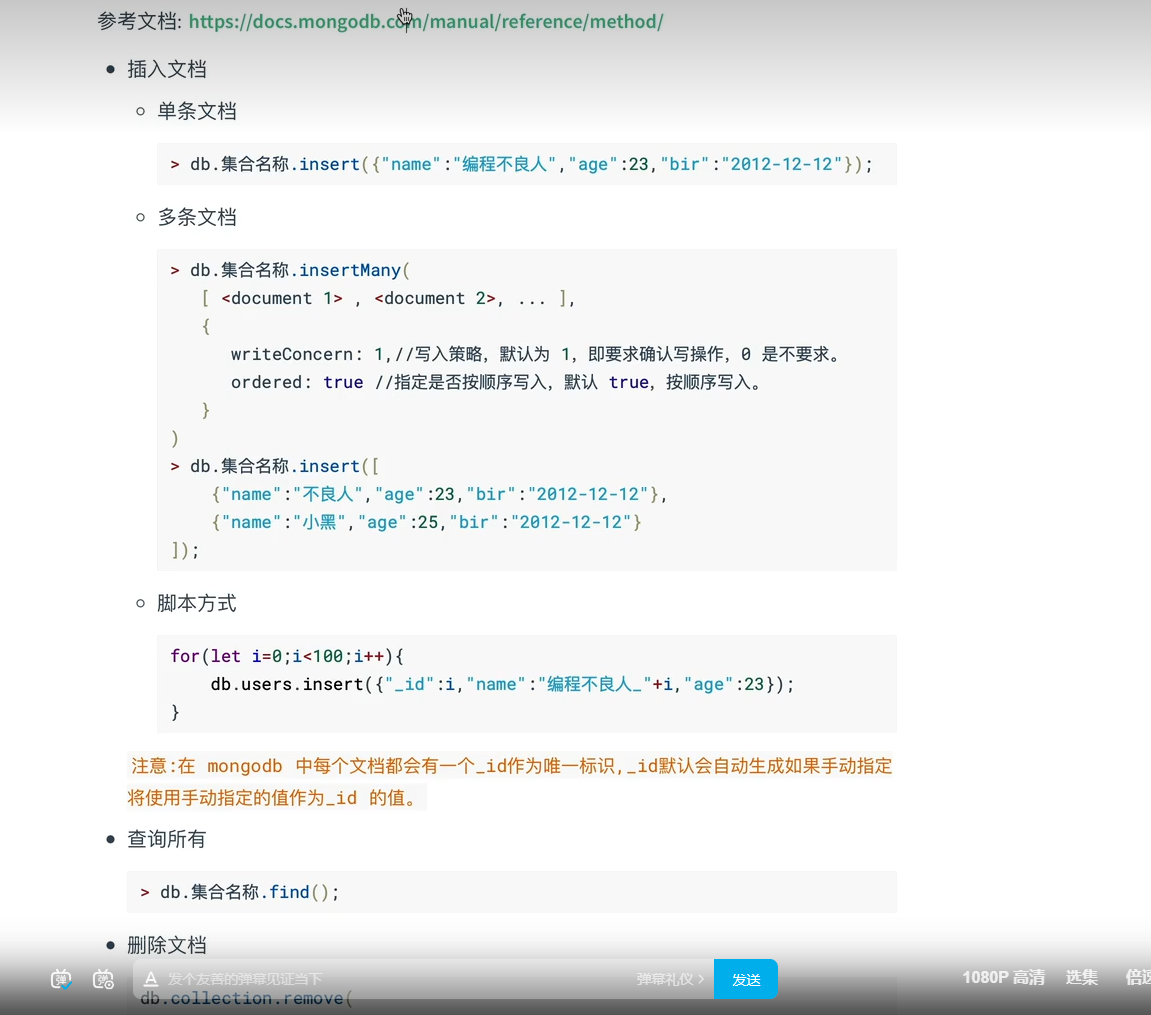 参考文档: https://docs.mongodb.com/manual/reference/method/
插入文档
单条文档
> db.集合名称.insert({"name":"编程不良人","age":23,"bir":"2012-12-12"});
多条文档
> db.集合名称.insertMany(
[ <document 1> , <document 2>, ... ],
{
writeConcern: 1,//写入策略，默认为 1，即要求确认写操作，0 是不要求。
ordered: true //指定是否按顺序写入，默认 true，按顺序写入。
}
)
> db.集合名称.insert([
{"name":"不良人","age":23,"bir":"2012-12-12"},
{"name":"小黑","age":25,"bir":"2012-12-12"}
]);
脚本方式
for(let i=0;i<100;i++){
db.users.insert({"_id":i,"name":"编程不良人_"+i,"age":23});
}
注意:在 mongodb 中每个文档都会有一个_id作为唯一标识,_id默认会自动生成如果手动指定
将使用手动指定的值作为_id 的值。
查询所有
> db.集合名称.find();
删除文档
弹 弹 A 发个友善的弹幕见证当下 弹幕礼仪 > 发送 1080P 高清 选集 倍速
db.collection.remove(